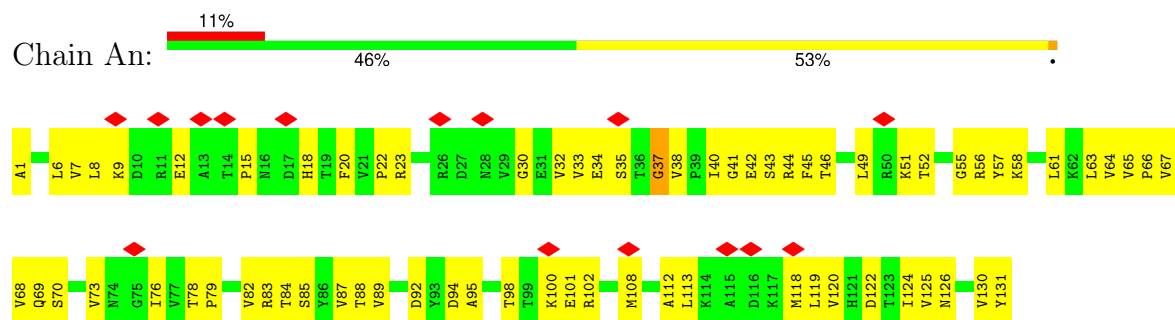 11%
Chain An:
46% 53% •
A1 L6 V7 L8 K9 D10 R11 E12 A13 T14 P15 N16 D17 H18 T19 F20 V21 P22 R23 R26 D27 N28 V29 G30 E31 V32 V33 E34 S35 T36 G37 V38 P39 I40 G41 E42 S43 R44 F45 T46 L49 R50 K51 T52 G55 R56 Y57 K58 L61 K62 L63 V64 V65 P66 V67
V68 Q69 S70 V73 N74 G75 I76 V77 T78 P79 V82 R83 T84 S85 Y86 V87 T88 V89 D92 Y93 D94 A95 T98 T99 K100 E101 R102 M108 A112 L113 K114 A115 D116 K117 M118 L119 V120 H121 D122 T123 I124 V125 N126 V130 Y131